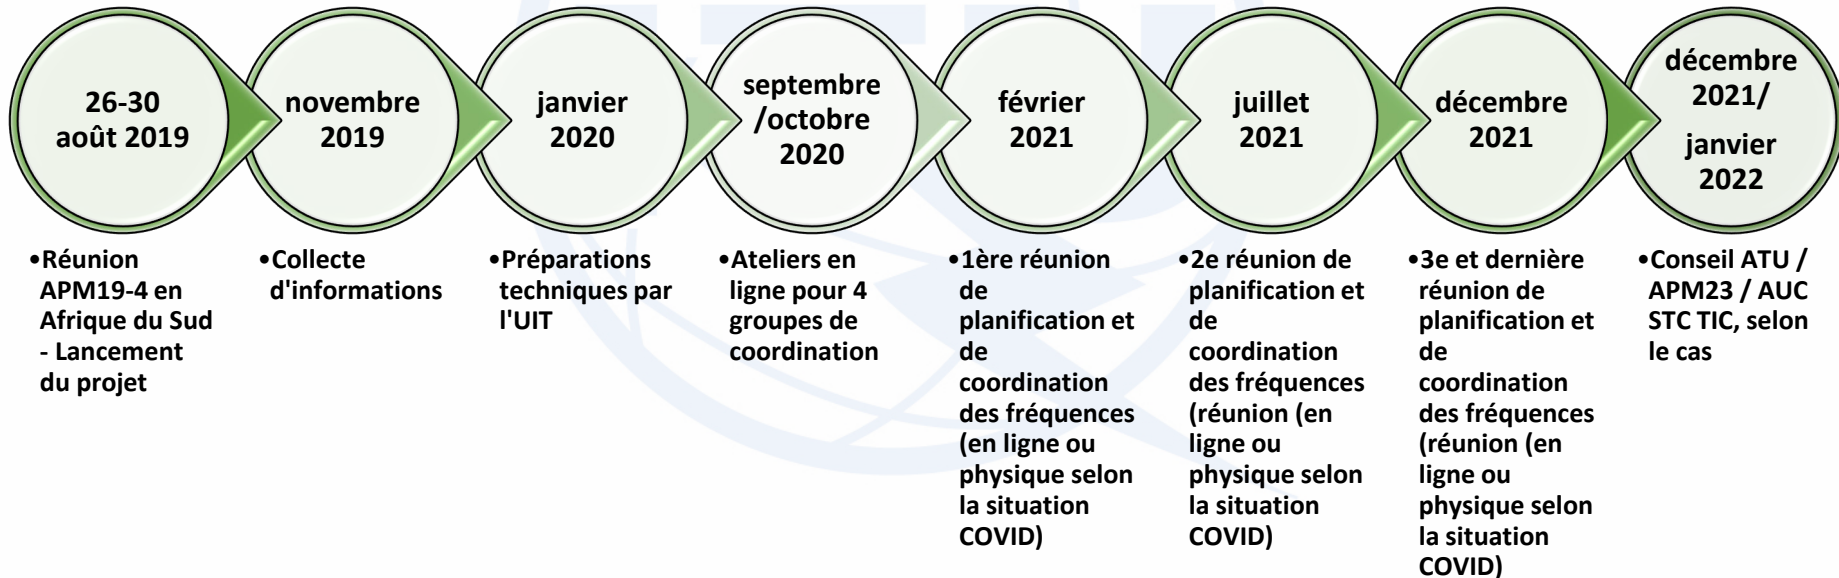 26-30
août 2019
novembre
2019
janvier
2020
septembre
/octobre
2020
février
2021
juillet
2021
décembre
2021
décembre
2021/
janvier
2022
•Réunion
APM19-4 en
Afrique du Sud
- Lancement
du projet
•Collecte
d'informations
•Préparations
techniques par
l'UIT
•Ateliers en
ligne pour 4
groupes de
coordination
•1ère réunion
de
planification et
de
coordination
des fréquences
(en ligne ou
physique selon
la situation
COVID)
•2e réunion de
planification et
de
coordination
des fréquences
(réunion (en
ligne ou
physique selon
la situation
COVID)
•3e et dernière
réunion de
planification et
de
coordination
des fréquences
(réunion (en
ligne ou
physique selon
la situation
COVID)
•Conseil ATU /
APM23 / AUC
STC TIC, selon
le cas